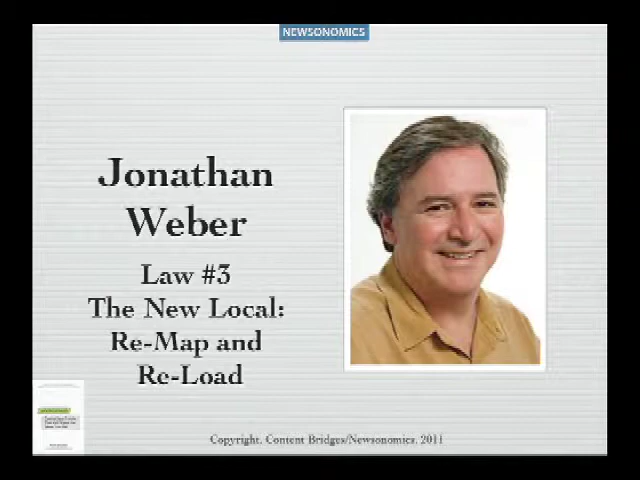 NEWSONOMICS
Jonathan
Weber
Law #3
The New Local:
Re-Map and
Re-Load
Copyright. Content Bridges/Newsonomics. 2011